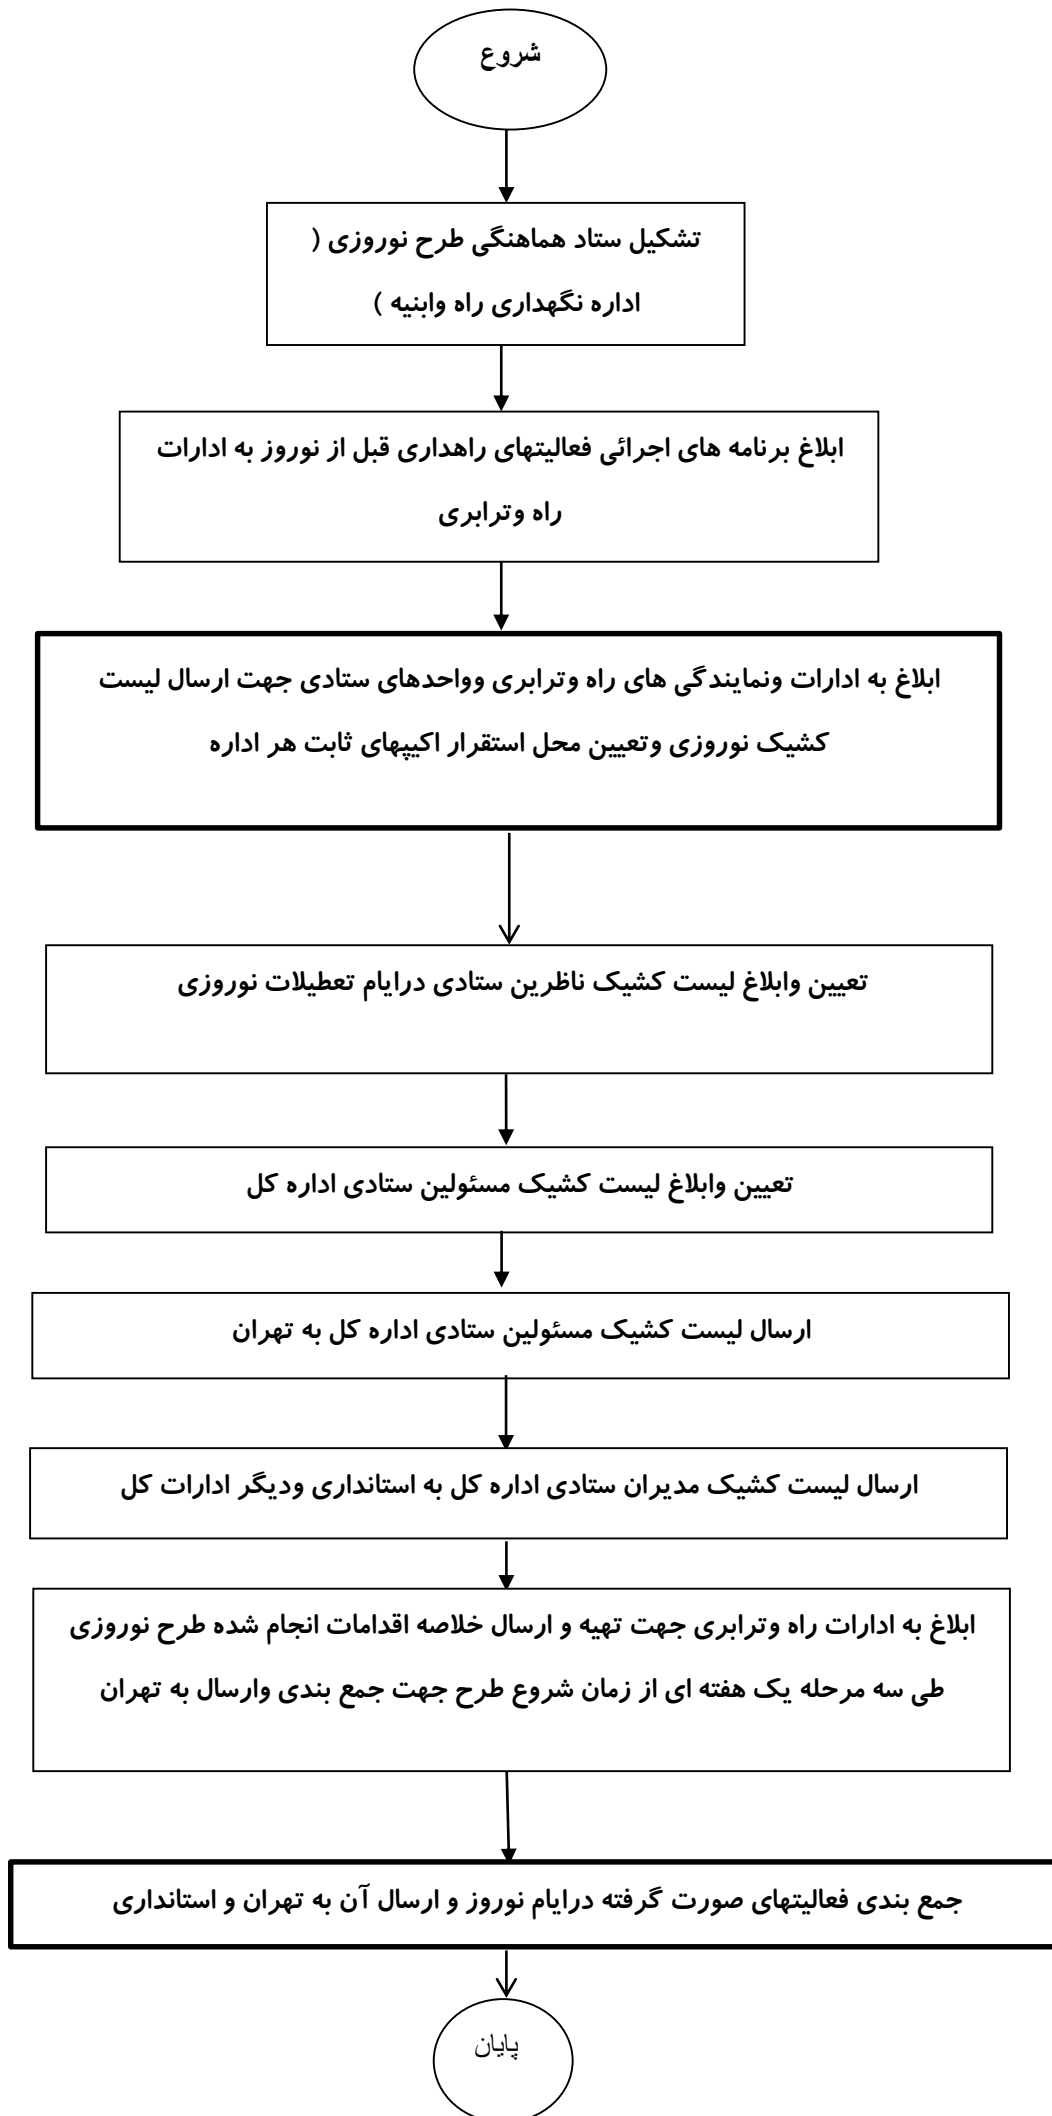 شروع
تشکیل ستاد هماهنگی طرح نوروزی (
اداره نگهداری راه وابنیه )
ابلاغ برنامه های اجرائی فعالیتهای راهداری قبل از نوروز به ادارات
راه وترابری
ابلاغ به ادارات ونمایندگی های راه وترابری وواحدهای ستادی جهت ارسال لیست
کشیک نوروزی وتعیین محل استقرار اکیپهای ثابت هر اداره
تعیین وابلاغ لیست کشیک ناظرین ستادی درایام تعطیلات نوروزی
تعیین وابلاغ لیست کشیک مسئولین ستادی اداره کل
ارسال لیست کشیک مسئولین ستادی اداره کل به تهران
ارسال لیست کشیک مدیران ستادی اداره کل به استانداری ودیگر ادارات کل
ابلاغ به ادارات راه وترابری جهت تهیه و ارسال خلاصه اقدامات انجام شده طرح نوروزی
طی سه مرحله یک هفته ای از زمان شروع طرح جهت جمع بندی وارسال به تهران
جمع بندی فعالیتهای صورت گرفته درایام نوروز و ارسال آن به تهران و استانداری
پایان